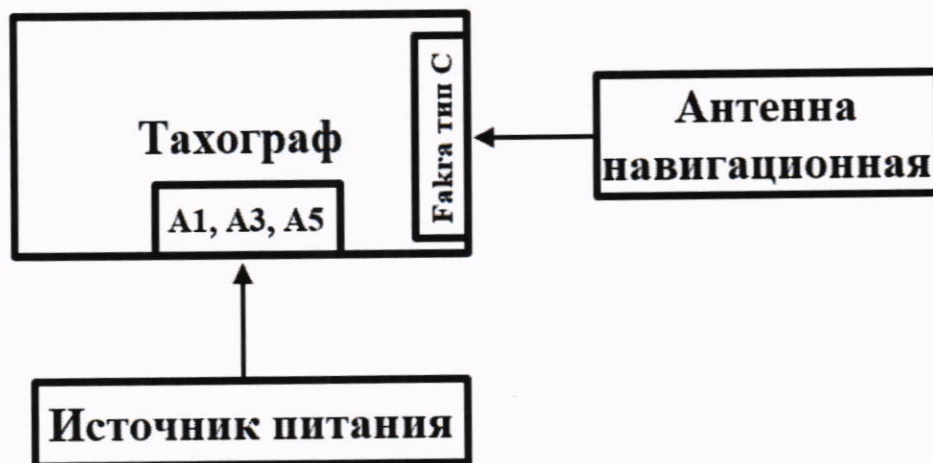 Тахограф
Fakra тип С
А1, А3, А5
Антенна
навигационная
Источник питания